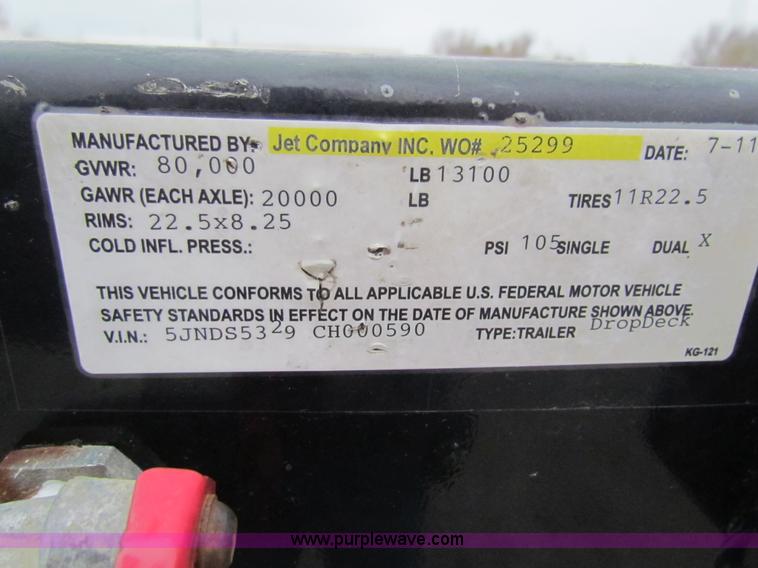 MANUFACTURED BY: Jet Company INC. WO# 25299 DATE: 7-11
GVWR: 80,000 LB 13100
GAWR (EACH AXLE): 20000 LB TIRES 11R22.5
RIMS: 22.5x8.25
COLD INFL. PRESS.: PSI 105 SINGLE DUAL X
THIS VEHICLE CONFORMS TO ALL APPLICABLE U.S. FEDERAL MOTOR VEHICLE
SAFETY STANDARDS IN EFFECT ON THE DATE OF MANUFACTURE SHOWN ABOVE.
V.I.N.: 5JNDS5329 CH000590 TYPE:TRAILER DropDeck
KG-121
www.purplewave.com